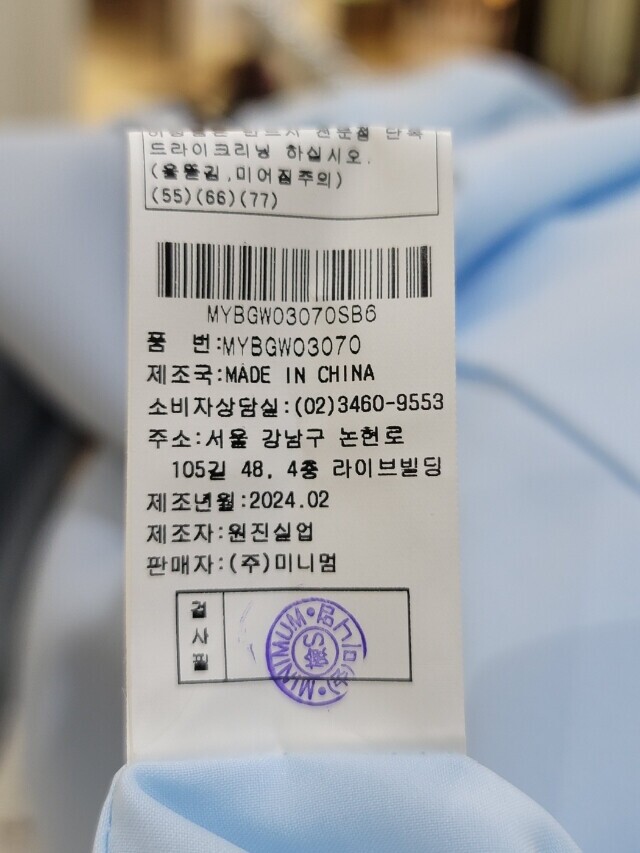 드라이크리닝 하십시오.
(올뜯김,미어짐주의)
(55)(66)(77)
MYBGW03070SB6
품 번:MYBGW03070
제조국:MADE IN CHINA
소비자상담실:(02)3460-9553
주소:서울 강남구 논현로
105길 48, 4층 라이브빌딩
제조년월:2024.02
제조자:원진실업
판매자:(주)미니멈
검사필
MINIMUM